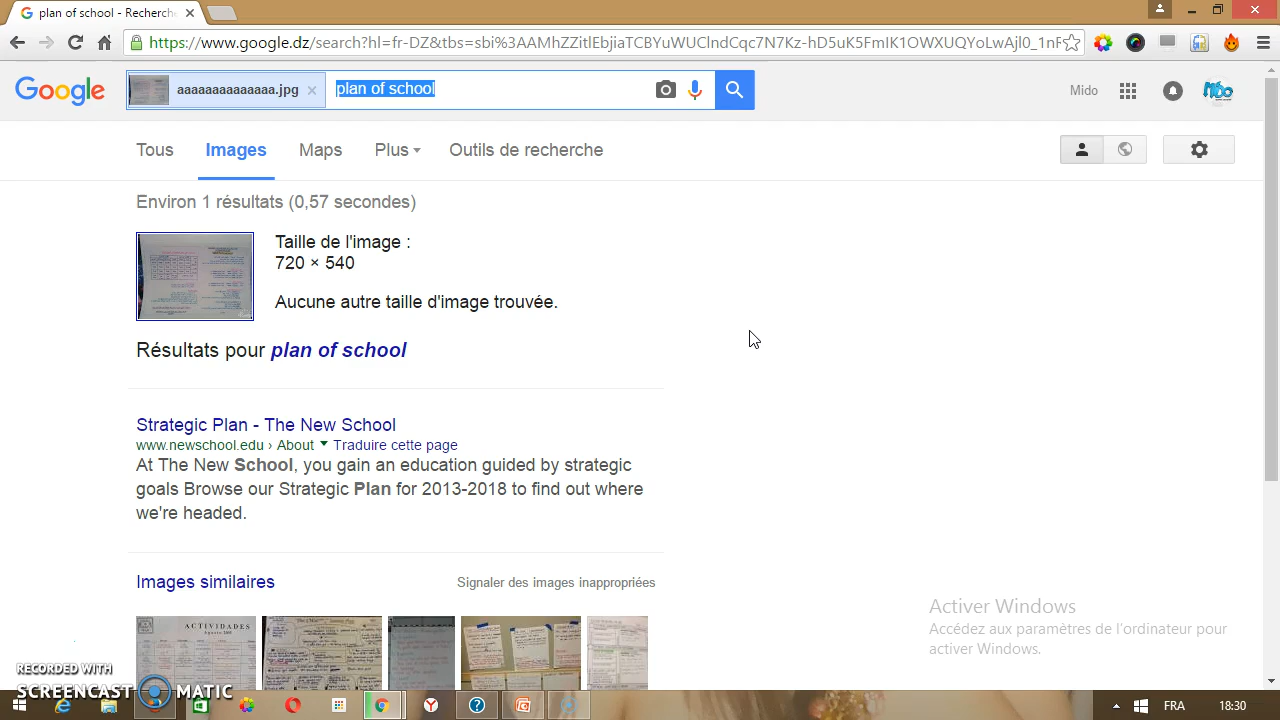 plan of school - Recherch
https://www.google.dz/search?hl=fr-DZ&tbs=sbi%3AAMhZZitlEbjiaTCBYuWUClndCqc7N7Kz-hD5uK5FmIK1OWXUQYoLwAjl0_1nF
Google aaaaaaaaaaaaaa.jpg plan of school Mido
Tous Images Maps Plus Outils de recherche
Environ 1 résultats (0,57 secondes)
Taille de l'image :
720 × 540
Aucune autre taille d'image trouvée.
Résultats pour plan of school
Strategic Plan - The New School
www.newschool.edu › About Traduire cette page
At The New School, you gain an education guided by strategic
goals Browse our Strategic Plan for 2013-2018 to find out where
we're headed.
Images similaires Signaler des images inappropriées
ACTIVIDADES
Agosto 2005
Activer Windows
Accédez aux paramètres de l'ordinateur pour
activer Windows.
RECORDED WITH
SCREENCAST MATIC
FRA 18:30